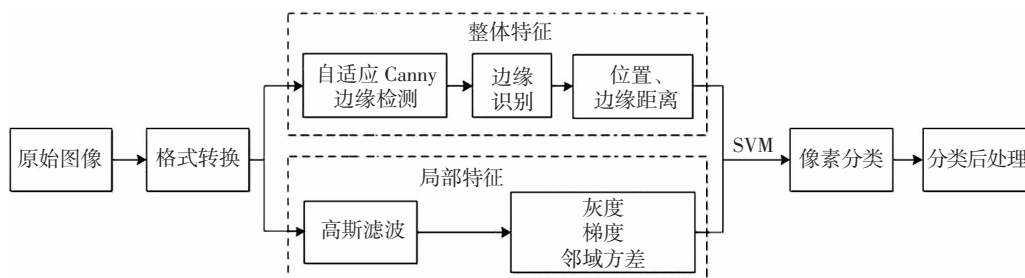 整体特征
自适应 Canny
边缘检测
边缘
识别
位置、
边缘距离
原始图像
格式转换
局部特征
高斯滤波
灰度
梯度
邻域方差
SVM
像素分类
分类后处理